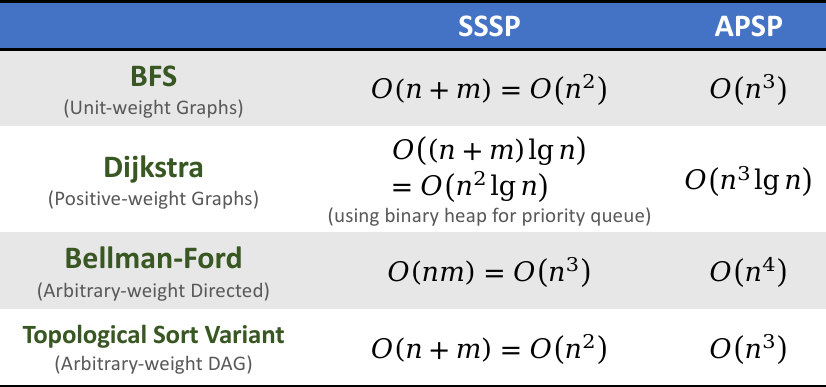 SSSP APSP
BFS
(Unit-weight Graphs)
O(n + m) = O(n²) O(n³)
Dijkstra
(Positive-weight Graphs)
O((n + m) lg n)
= O(n² lg n)
(using binary heap for priority queue)
O(n³ lg n)
Bellman-Ford
(Arbitrary-weight Directed)
O(nm) = O(n³) O(n⁴)
Topological Sort Variant
(Arbitrary-weight DAG)
O(n + m) = O(n²) O(n³)